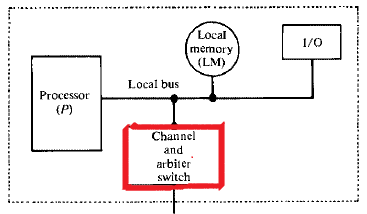 Local
memory
(LM)
I/O
Processor
(P)
Local bus
Channel
and
arbiter
switch